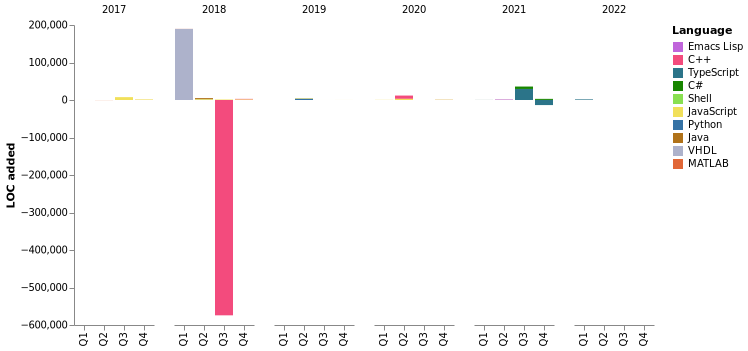 2017 2018 2019 2020 2021 2022
LOC added
200,000
100,000
0
−100,000
−200,000
−300,000
−400,000
−500,000
−600,000
Q1 Q2 Q3 Q4 Q1 Q2 Q3 Q4 Q1 Q2 Q3 Q4 Q1 Q2 Q3 Q4 Q1 Q2 Q3 Q4 Q1 Q2 Q3 Q4
Language
Emacs Lisp
C++
TypeScript
C#
Shell
JavaScript
Python
Java
VHDL
MATLAB